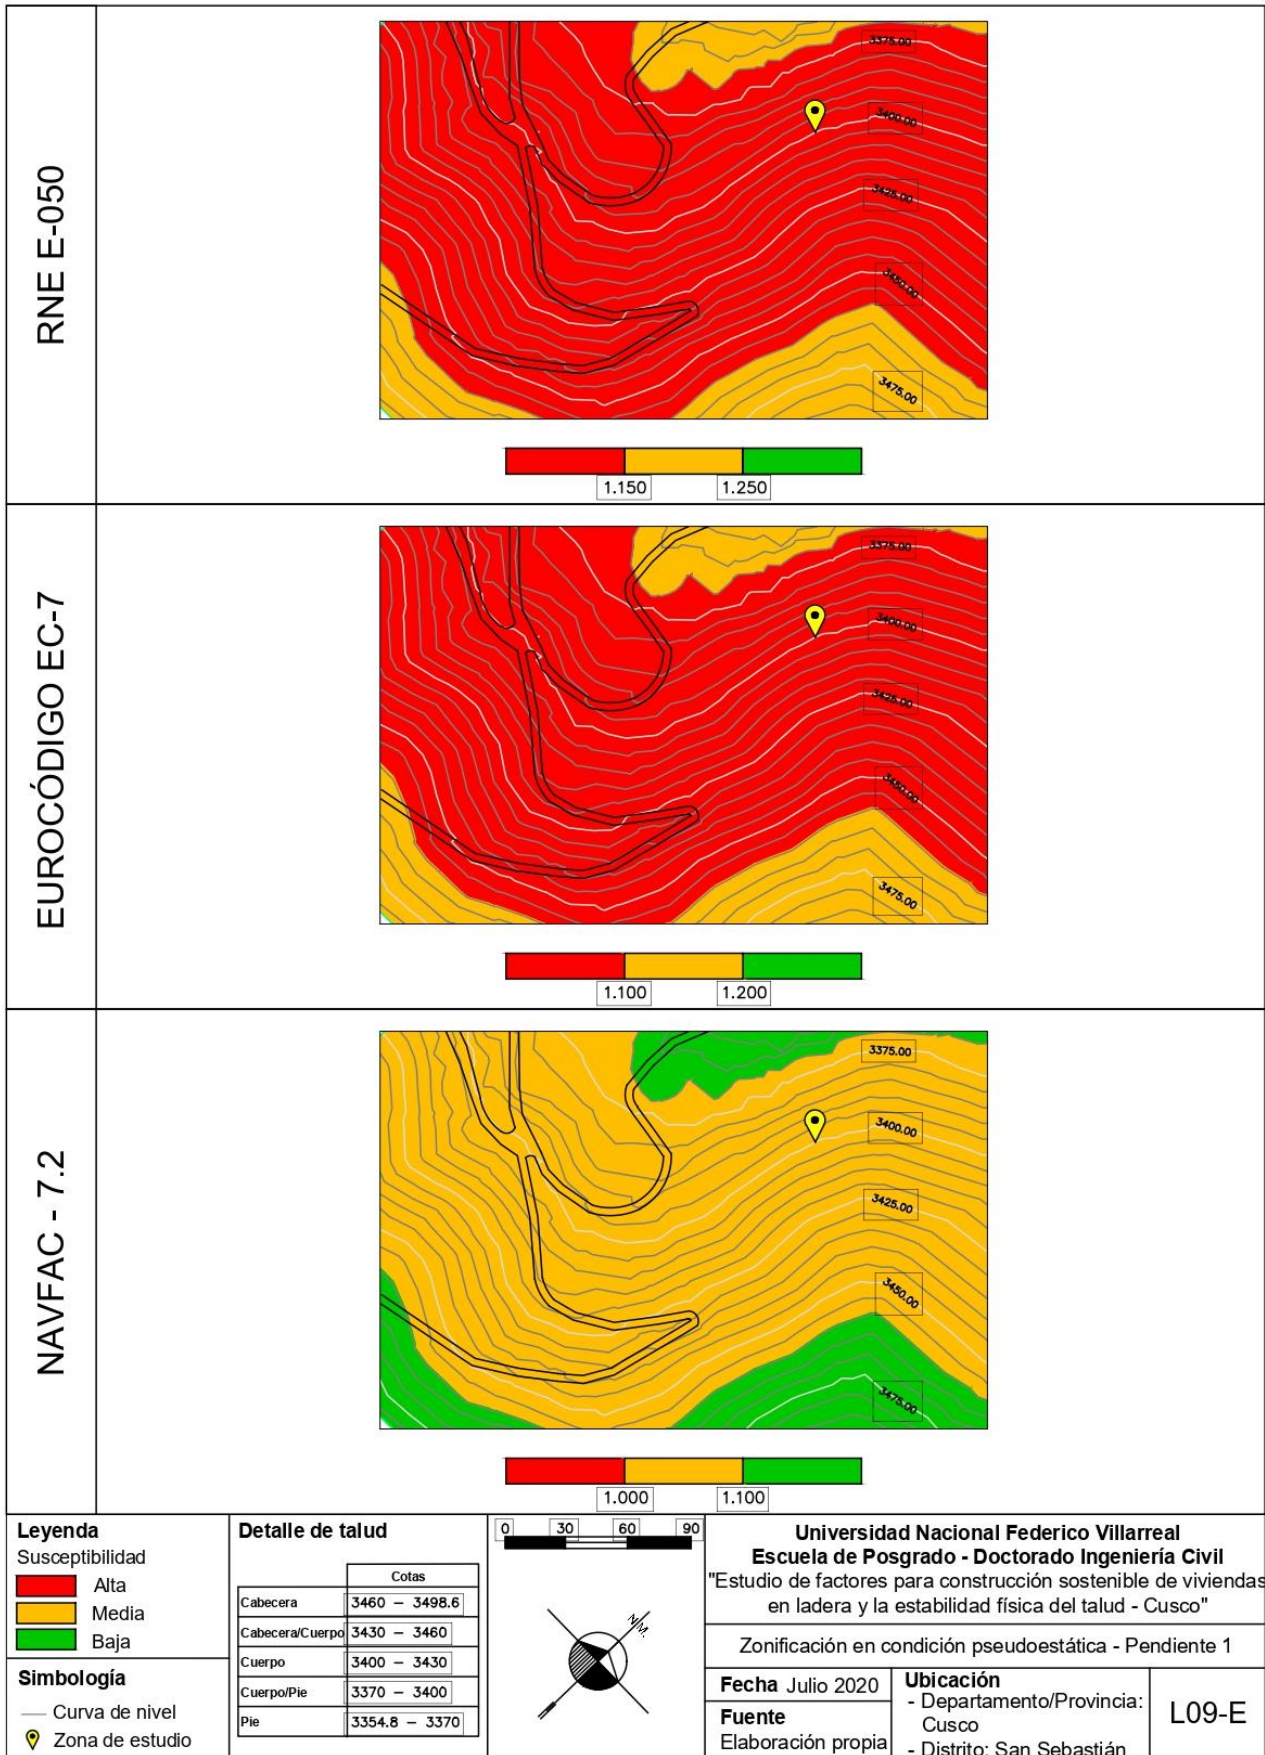 RNE E-050
3375.00
3400.00
3425.00
3450.00
3475.00
1.150
1.250
EUROCÓDIGO EC-7
3375.00
3400.00
3425.00
3450.00
3475.00
1.100
1.200
NAVFAC - 7.2
3375.00
3400.00
3425.00
3450.00
3475.00
1.000
1.100
Leyenda
Susceptibilidad
Alta
Media
Baja
Simbología
Curva de nivel
Zona de estudio
Detalle de talud
Cotas
Cabecera 3460 - 3498.6
Cabecera/Cuerpo 3430 - 3460
Cuerpo 3400 - 3430
Cuerpo/Pie 3370 - 3400
Pie 3354.8 - 3370
0 30 60 90
N.M.
Universidad Nacional Federico Villarreal
Escuela de Posgrado - Doctorado Ingeniería Civil
"Estudio de factores para construcción sostenible de viviendas
en ladera y la estabilidad física del talud - Cusco"
Zonificación en condición pseudoestática - Pendiente 1
Fecha Julio 2020
Fuente
Elaboración propia
Ubicación
- Departamento/Provincia:
Cusco
- Distrito: San Sebastián
L09-E